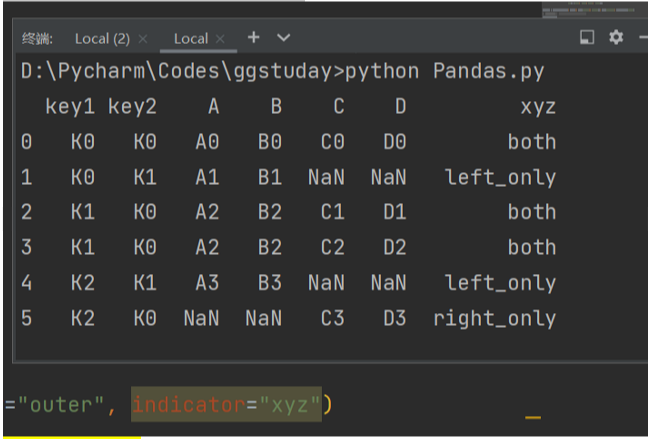 终端: Local (2) × Local × +
D:\Pycharm\Codes\ggstuday>python Pandas.py
key1 key2 A B C D xyz
0 K0 K0 A0 B0 C0 D0 both
1 K0 K1 A1 B1 NaN NaN left_only
2 K1 K0 A2 B2 C1 D1 both
3 K1 K0 A2 B2 C2 D2 both
4 K2 K1 A3 B3 NaN NaN left_only
5 K2 K0 NaN NaN C3 D3 right_only
="outer", indicator="xyz")